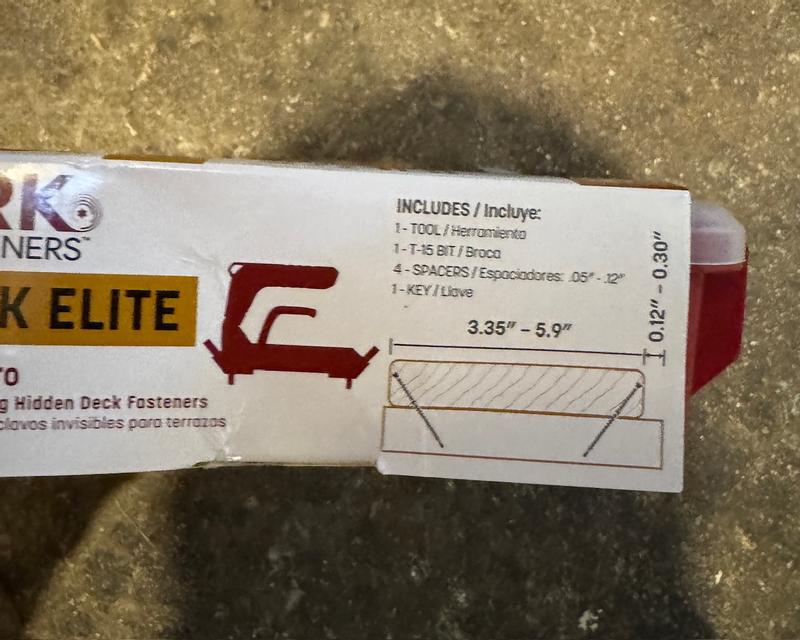 RK
NERS™
K ELITE
TO
g Hidden Deck Fasteners
clavos invisibles para terrazas
INCLUDES / Incluye:
1 - TOOL / Herramienta
1 - T-15 BIT / Broca
4 - SPACERS / Espaciadores: .05" - .12"
1 - KEY / Llave
3.35" – 5.9"
0.12" – 0.30"